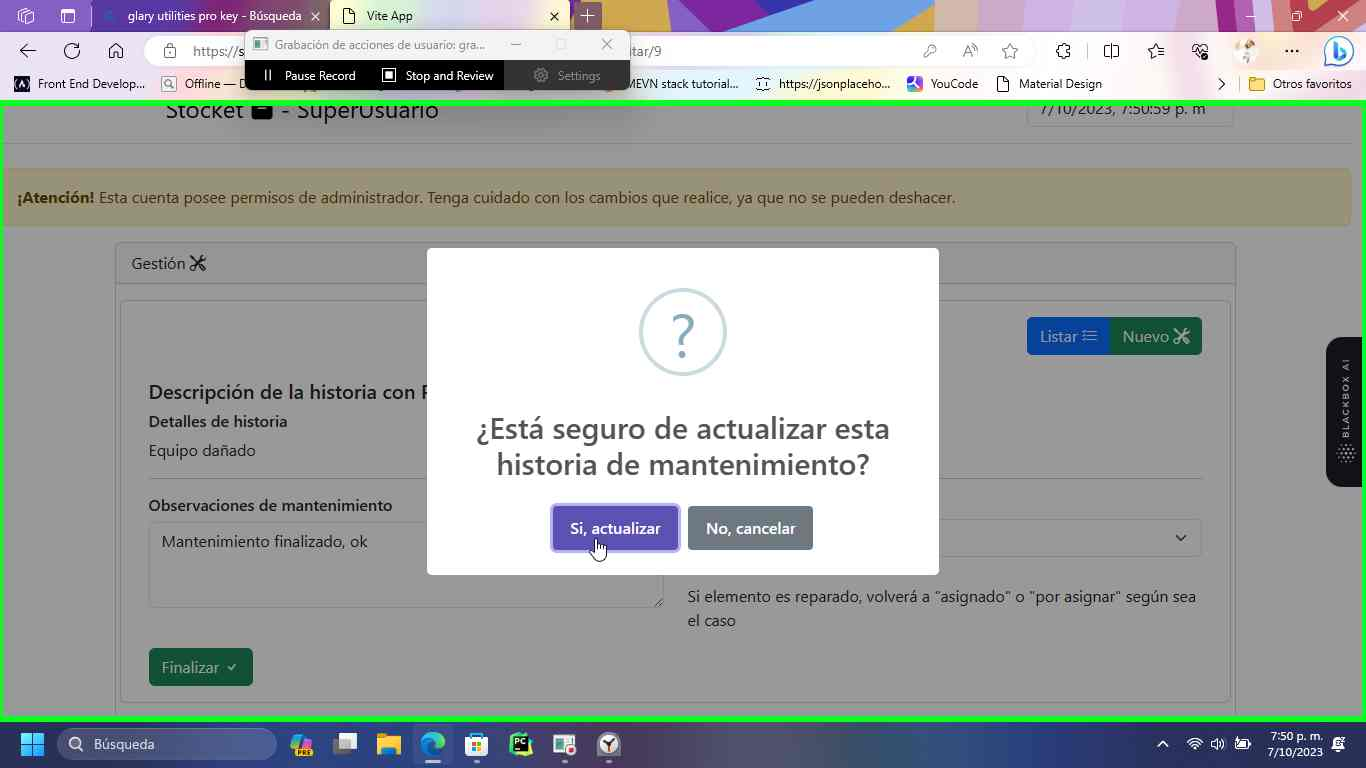 glary utilities pro key - Búsqueda
Vite App
Grabación de acciones de usuario: gra...
https://s
tar/9
Pause Record
Stop and Review
Settings
Front End Develop...
Offline — D
MEVN stack tutorial...
https://jsonplaceho...
YouCode
Material Design
Otros favoritos
Stocket - SuperUsuario
7/10/2023, 7:50:59 p. m
¡Atención! Esta cuenta posee permisos de administrador. Tenga cuidado con los cambios que realice, ya que no se pueden deshacer.
Gestión
Listar
Nuevo
Descripción de la historia con
Detalles de historia
Equipo dañado
¿Está seguro de actualizar esta
historia de mantenimiento?
Si, actualizar
No, cancelar
Observaciones de mantenimiento
Mantenimiento finalizado, ok
Si elemento es reparado, volverá a "asignado" o "por asignar" según sea
el caso
Finalizar
BLACKBOX AI
Búsqueda
PRE
PC
7:50 p. m.
7/10/2023